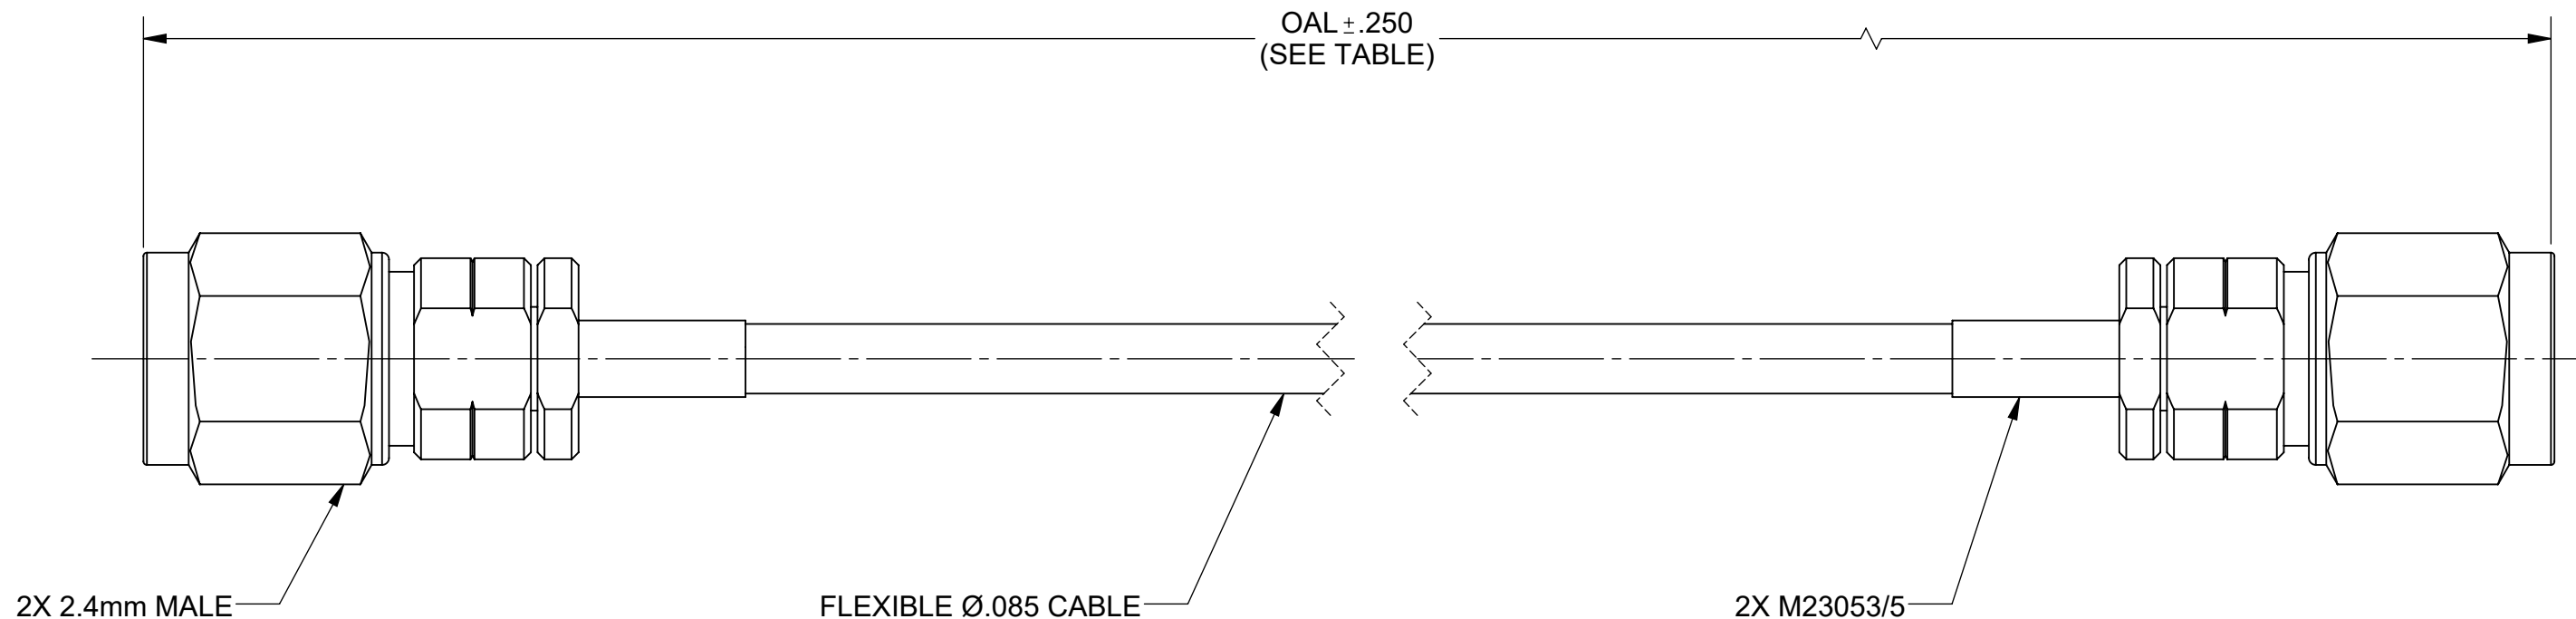 OAL ±.250
(SEE TABLE)
2X 2.4mm MALE
FLEXIBLE Ø.085 CABLE
2X M23053/5